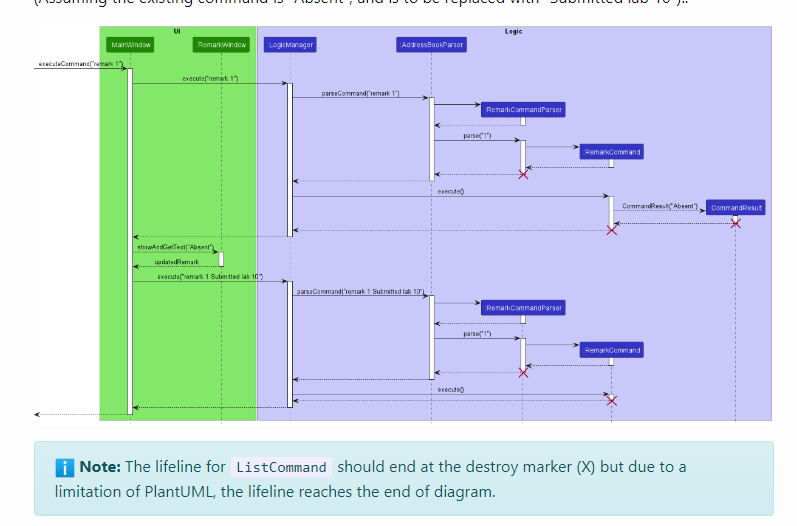 (Assuming the existing command is "Absent", and is to be replaced with "Submitted lab 10")..
Ui
Logic
MainWindow
RemarkWindow
:LogicManager
:AddressBookParser
executeCommand("remark 1")
execute("remark 1")
parseCommand("remark 1")
:RemarkCommandParser
parse("1")
:RemarkCommand
execute()
CommandResult("Absent")
:CommandResult
showAndGetText("Absent")
updatedRemark
execute("remark 1 Submitted lab 10")
parseCommand("remark 1 Submitted lab 10")
:RemarkCommandParser
parse("1")
:RemarkCommand
execute()
Note: The lifeline for ListCommand should end at the destroy marker (X) but due to a
limitation of PlantUML, the lifeline reaches the end of diagram.